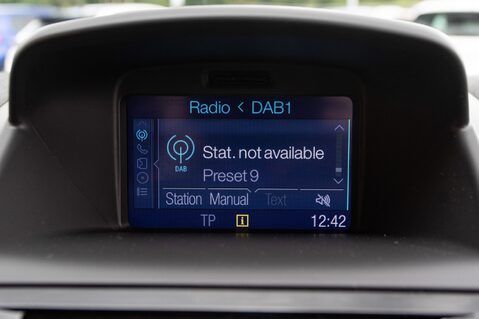 Radio < DAB1
Stat. not available
DAB
Preset 9
Station Manual Text
TP i 12:42